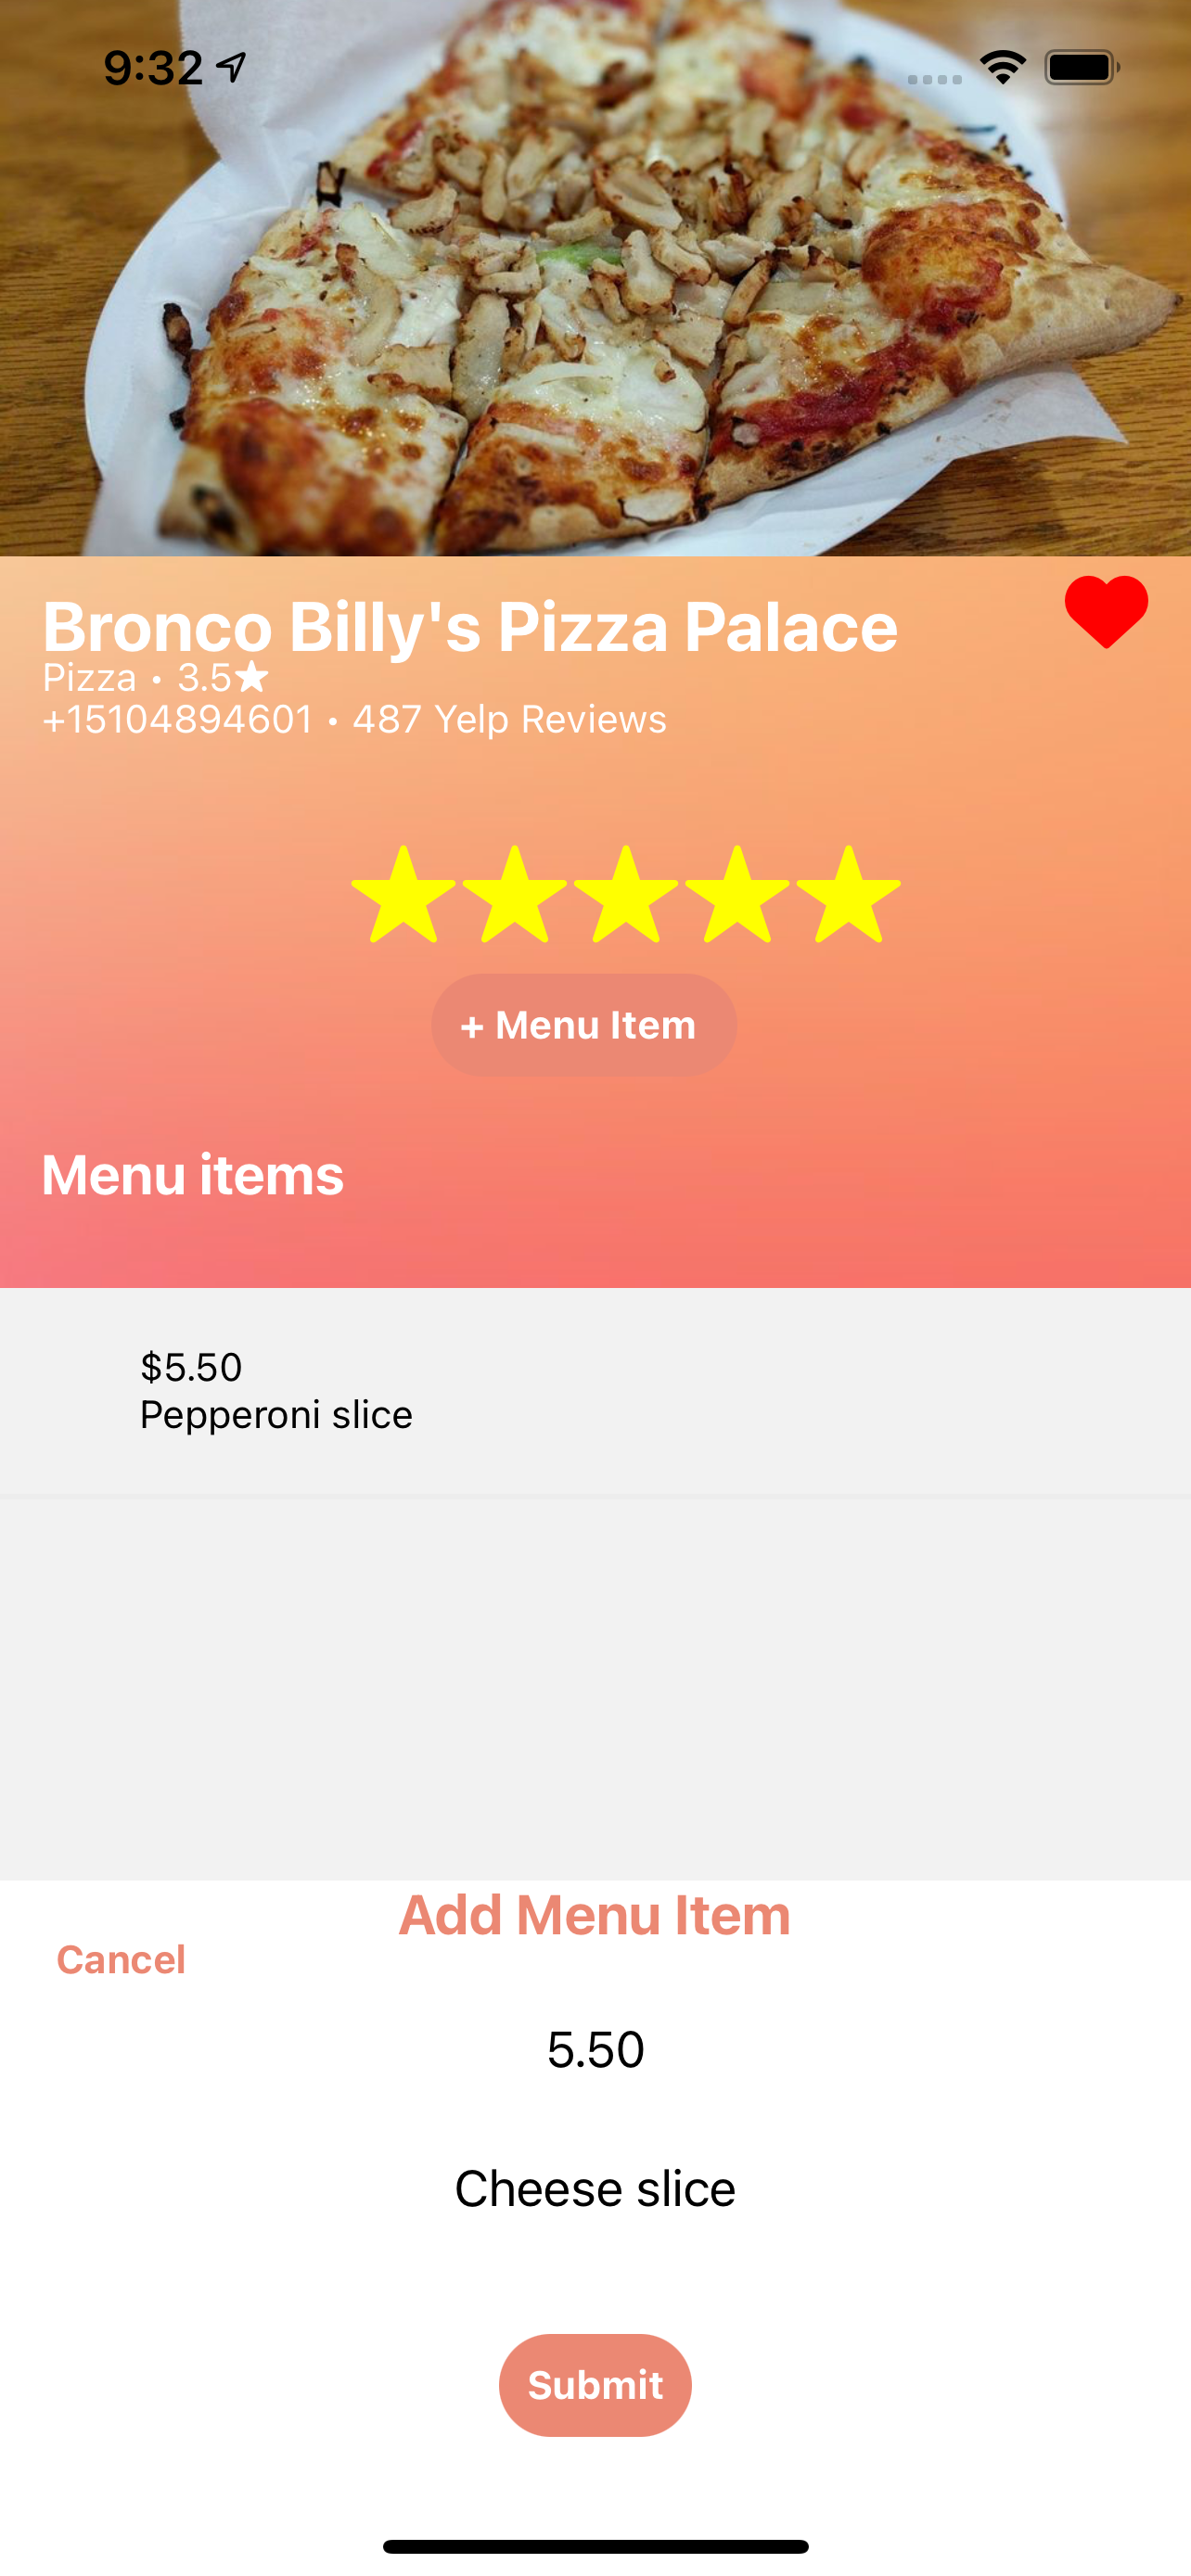 9:32
Bronco Billy's Pizza Palace
Pizza • 3.5★
+15104894601 • 487 Yelp Reviews
+ Menu Item
Menu items
$5.50
Pepperoni slice
Add Menu Item
Cancel
5.50
Cheese slice
Submit